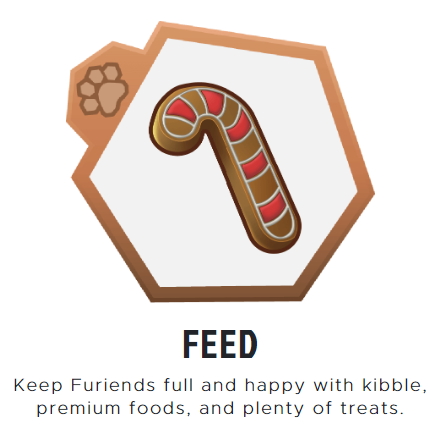 FEED
Keep Furiends full and happy with kibble,
premium foods, and plenty of treats.